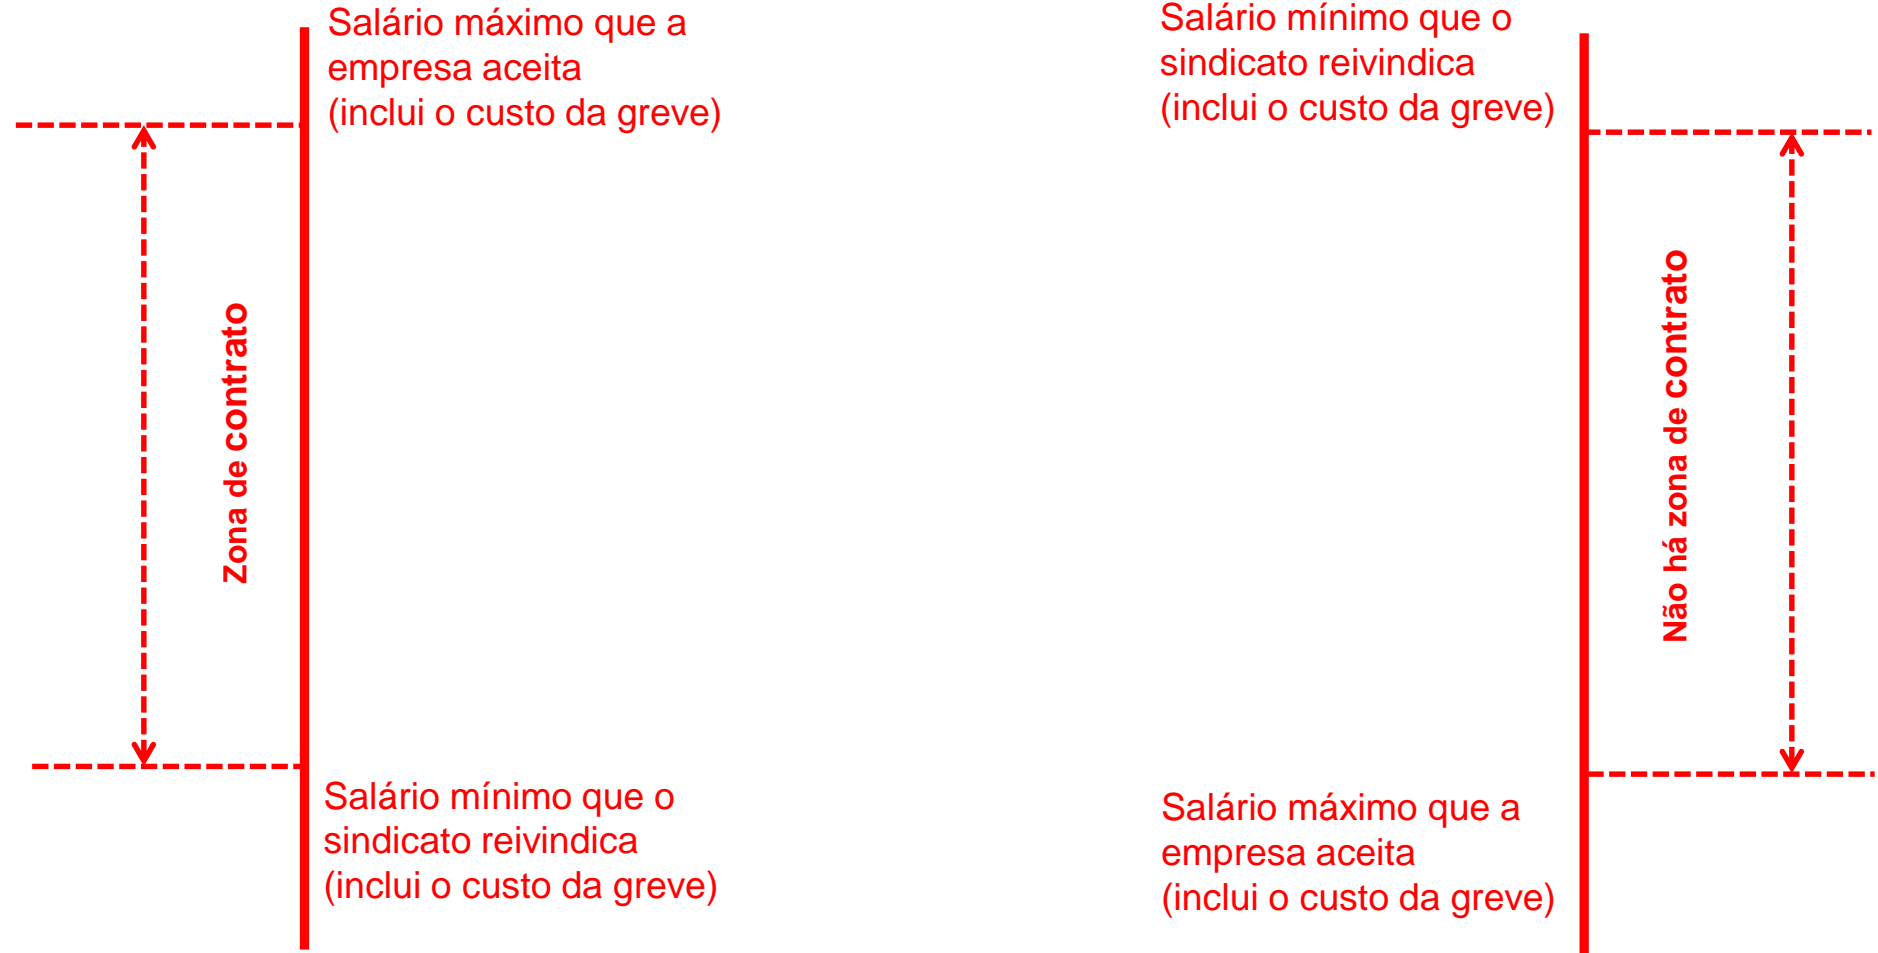 Salário máximo que a
empresa aceita
(inclui o custo da greve)
Zona de contrato
Salário mínimo que o
sindicato reivindica
(inclui o custo da greve)
Salário mínimo que o
sindicato reivindica
(inclui o custo da greve)
Não há zona de contrato
Salário máximo que a
empresa aceita
(inclui o custo da greve)